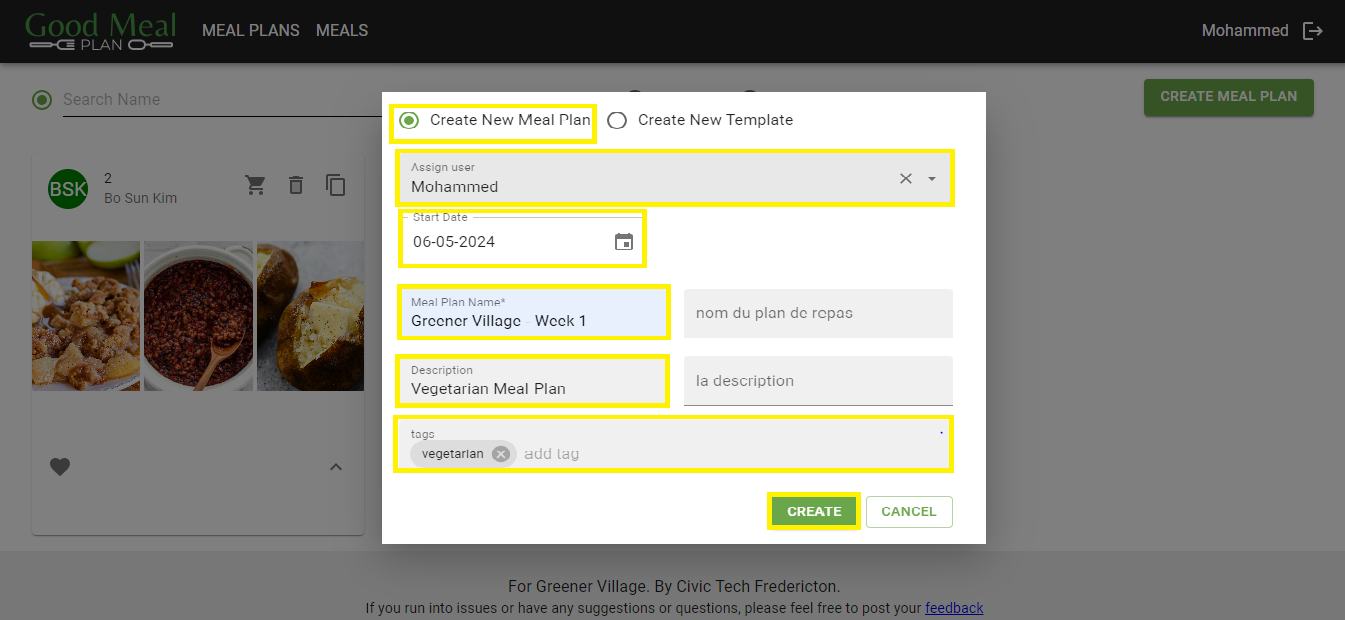 Good Meal
PLAN
MEAL PLANS MEALS
Mohammed
Search Name
CREATE MEAL PLAN
BSK
2
Bo Sun Kim
Create New Meal Plan
Create New Template
Assign user
Mohammed
Start Date
06-05-2024
Meal Plan Name*
Greener Village - Week 1
nom du plan de repas
Description
Vegetarian Meal Plan
la description
tags
vegetarian
add tag
CREATE
CANCEL
For Greener Village. By Civic Tech Fredericton.
If you run into issues or have any suggestions or questions, please feel free to post your feedback